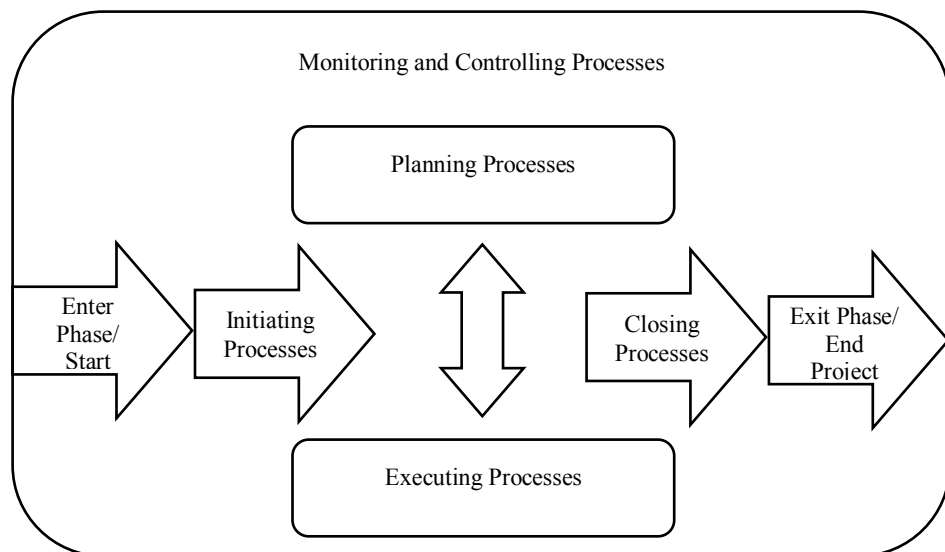 Monitoring and Controlling Processes
Planning Processes
Enter
Phase/
Start
Initiating
Processes
Closing
Processes
Exit Phase/
End
Project
Executing Processes